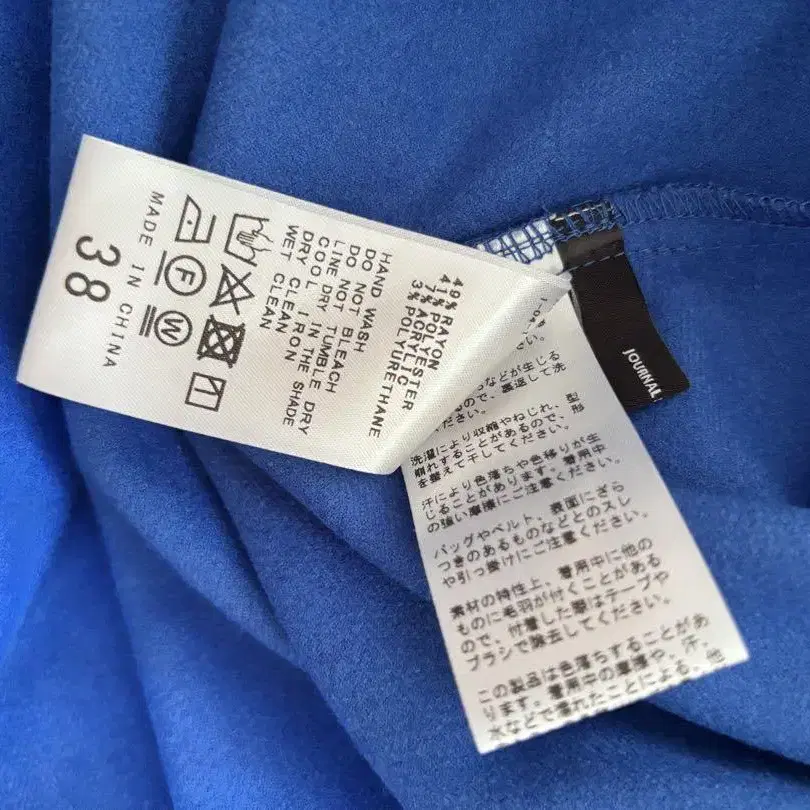 38
MADE IN CHINA
F
W
49% RAYON
41% POLYESTER
7% ACRYLIC
3% POLYURETHANE
HAND WASH
DO NOT BLEACH
DO NOT TUMBLE DRY
LINE DRY IN THE SHADE
COOL IRON
DRY CLEAN
WET CLEAN
JOURNAL
などが生じる
ので、裏返して洗
ださい。
洗濯により収縮やねじれ、型
崩れすることがあるので、形
を整えて干してください。
汗により色落ちや色移りが生
じることがあります。着用中
の強い摩擦にご注意ください。
バッグやベルト、表面にざら
つきのあるものなどとのスレ
や引っ掛けにご注意ください。
素材の特性上、着用中に他の
ものに毛羽が付くことがある
ので、付着した際はテープや
ブラシで除去してください。
この製品は色落ちすることがあ
ります。着用中の摩擦や、汗、
水などで濡れたことによる、他